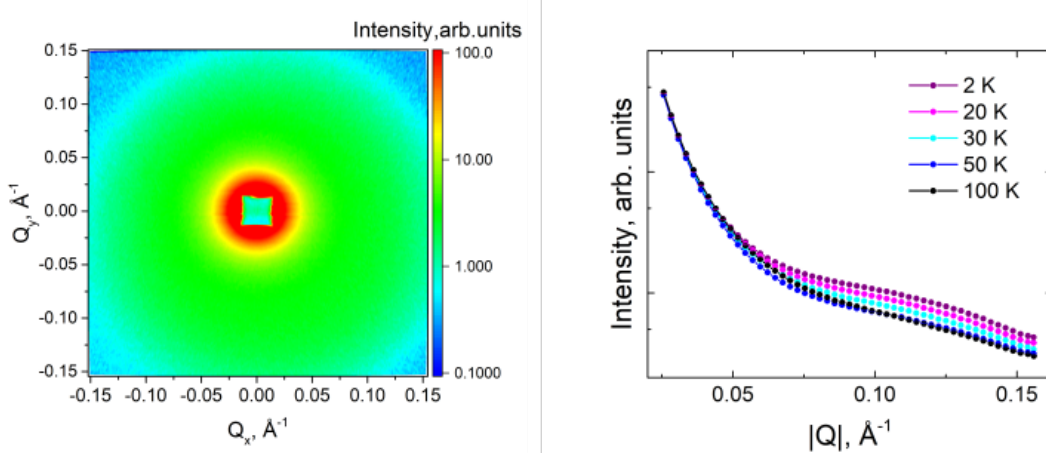 Intensity,arb.units
0.15
0.10
0.05
0.00
-0.05
-0.10
-0.15
Qy, Å-1
-0.15 -0.10 -0.05 0.00 0.05 0.10 0.15
Qx, Å-1
100.0
10.00
1.000
0.1000
Intensity, arb. units
2 K
20 K
30 K
50 K
100 K
0.05 0.10 0.15
|Q|, Å-1